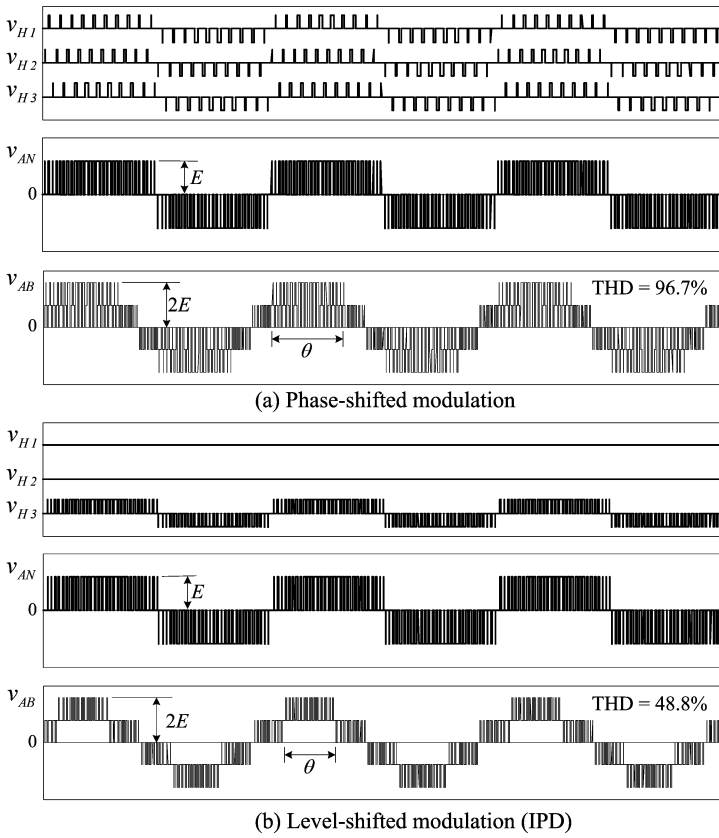 v_{H1}
v_{H2}
v_{H3}
v_{AN}
E
0
v_{AB}
THD = 96.7%
2E
0
θ
(a) Phase-shifted modulation
v_{H1}
v_{H2}
v_{H3}
v_{AN}
E
0
v_{AB}
THD = 48.8%
2E
0
θ
(b) Level-shifted modulation (IPD)